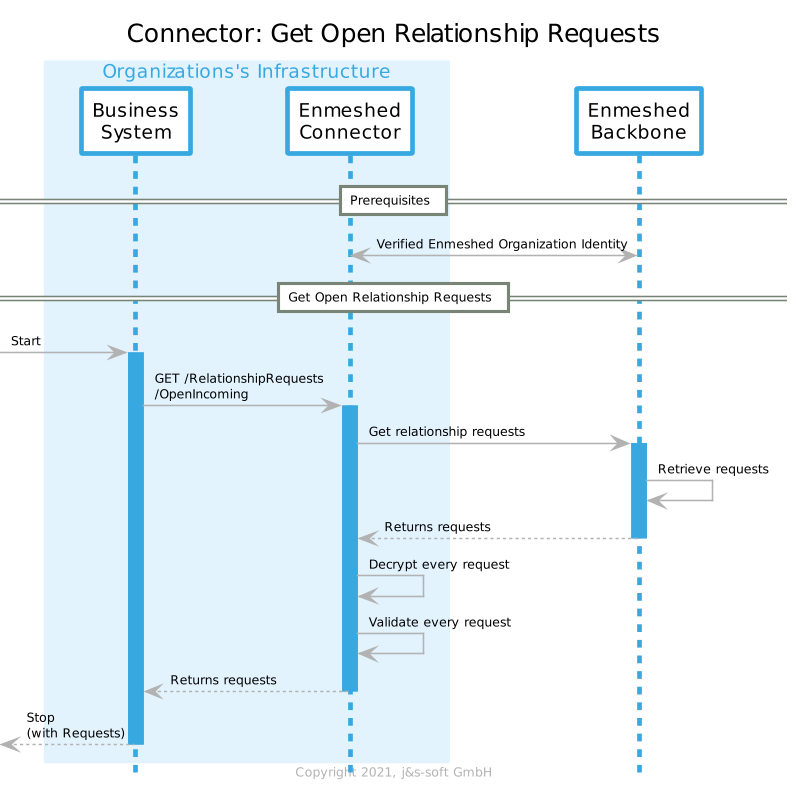 Connector: Get Open Relationship Requests
Organizations's Infrastructure
Business
System
Enmeshed
Connector
Enmeshed
Backbone
Prerequisites
Verified Enmeshed Organization Identity
Get Open Relationship Requests
Start
GET /RelationshipRequests
/OpenIncoming
Get relationship requests
Retrieve requests
Returns requests
Decrypt every request
Validate every request
Returns requests
Stop
(with Requests)
Copyright 2021, j&s-soft GmbH